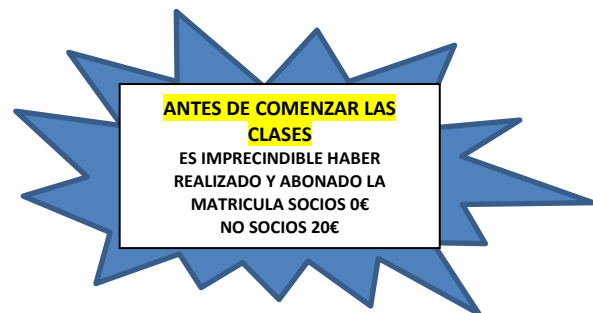 ANTES DE COMENZAR LAS
CLASES
ES IMPRECINDIBLE HABER
REALIZADO Y ABONADO LA
MATRICULA SOCIOS 0€
NO SOCIOS 20€